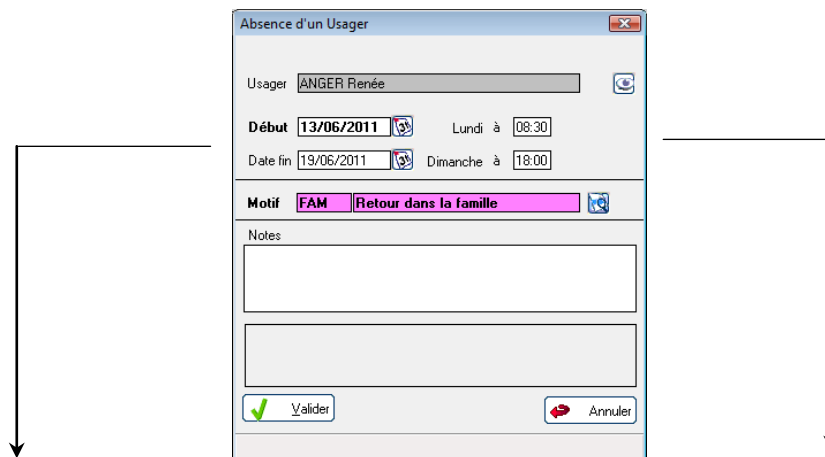 Absence d'un Usager
Usager ANGER Renée
Début 13/06/2011 Lundi à 08:30
Date fin 19/06/2011 Dimanche à 18:00
Motif FAM Retour dans la famille
Notes
Valider Annuler